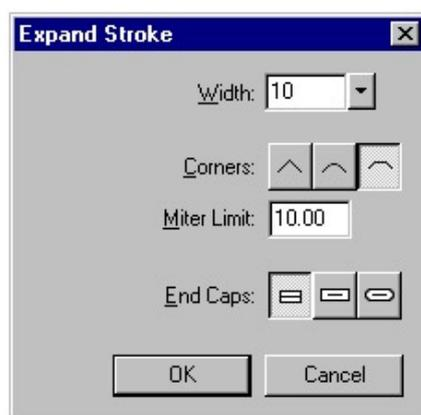 Expand Stroke
Width: 10
Corners:
Miter Limit: 10.00
End Caps:
OK Cancel